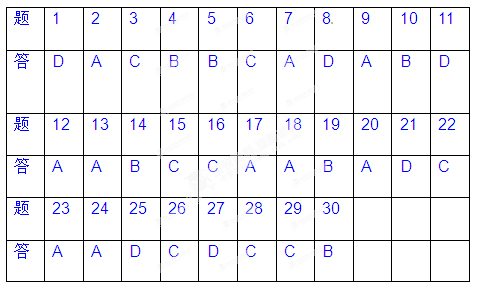 题 1 2 3 4 5 6 7 8. 9 10 11
答 D A C B B C A D A B D
题 12 13 14 15 16 17 18 19 20 21 22
答 A A B C C A A B A D C
题 23 24 25 26 27 28 29 30
答 A A D C D C C B